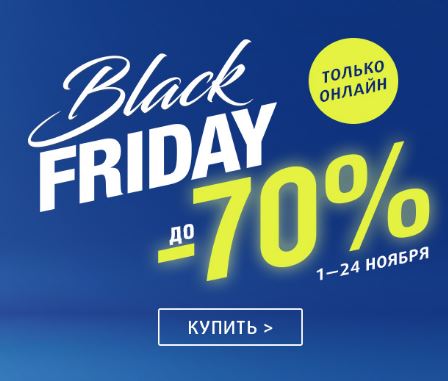 Black
FRIDAY
ТОЛЬКО
ОНЛАЙН
ДО
-70%
1—24 НОЯБРЯ
КУПИТЬ >